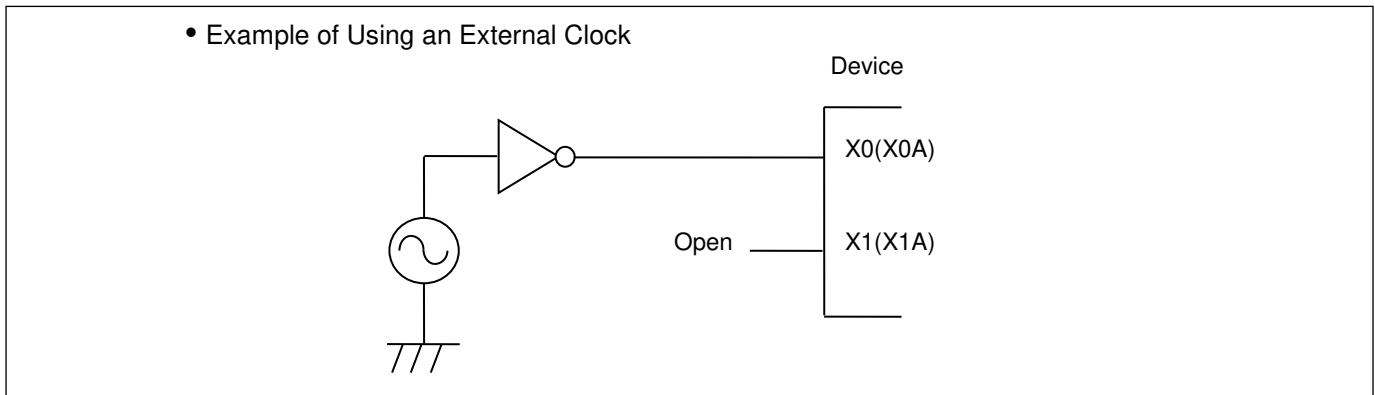 • Example of Using an External Clock
Device
X0(X0A)
Open
X1(X1A)